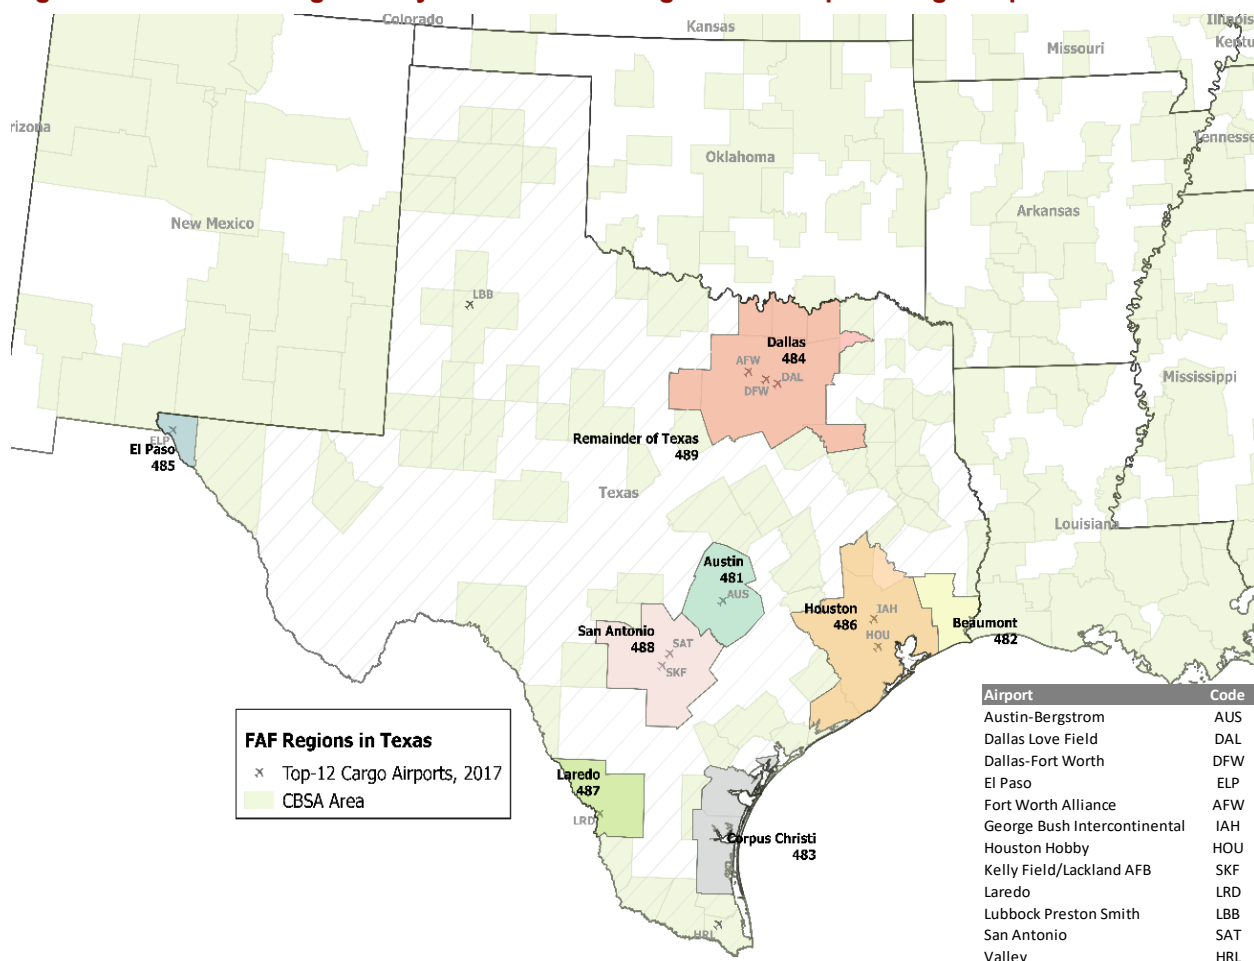 Colorado
Kansas
Missouri
rizona
Oklahoma
Arkansas
New Mexico
LBB
Dallas
484
AFW
DAL
DFW
Mississippi
ELP
El Paso
485
Remainder of Texas
489
Texas
Louisiana
Austin
481
AUS
Houston
486
IAH
HOU
Beaumont
482
San Antonio
488
SAT
SKF
FAF Regions in Texas
Top-12 Cargo Airports, 2017
CBSA Area
Laredo
487
LRD
Corpus Christi
483
HRL
Airport Code
Austin-Bergstrom AUS
Dallas Love Field DAL
Dallas-Fort Worth DFW
El Paso ELP
Fort Worth Alliance AFW
George Bush Intercontinental IAH
Houston Hobby HOU
Kelly Field/Lackland AFB SKF
Laredo LRD
Lubbock Preston Smith LBB
San Antonio SAT
Valley HRL